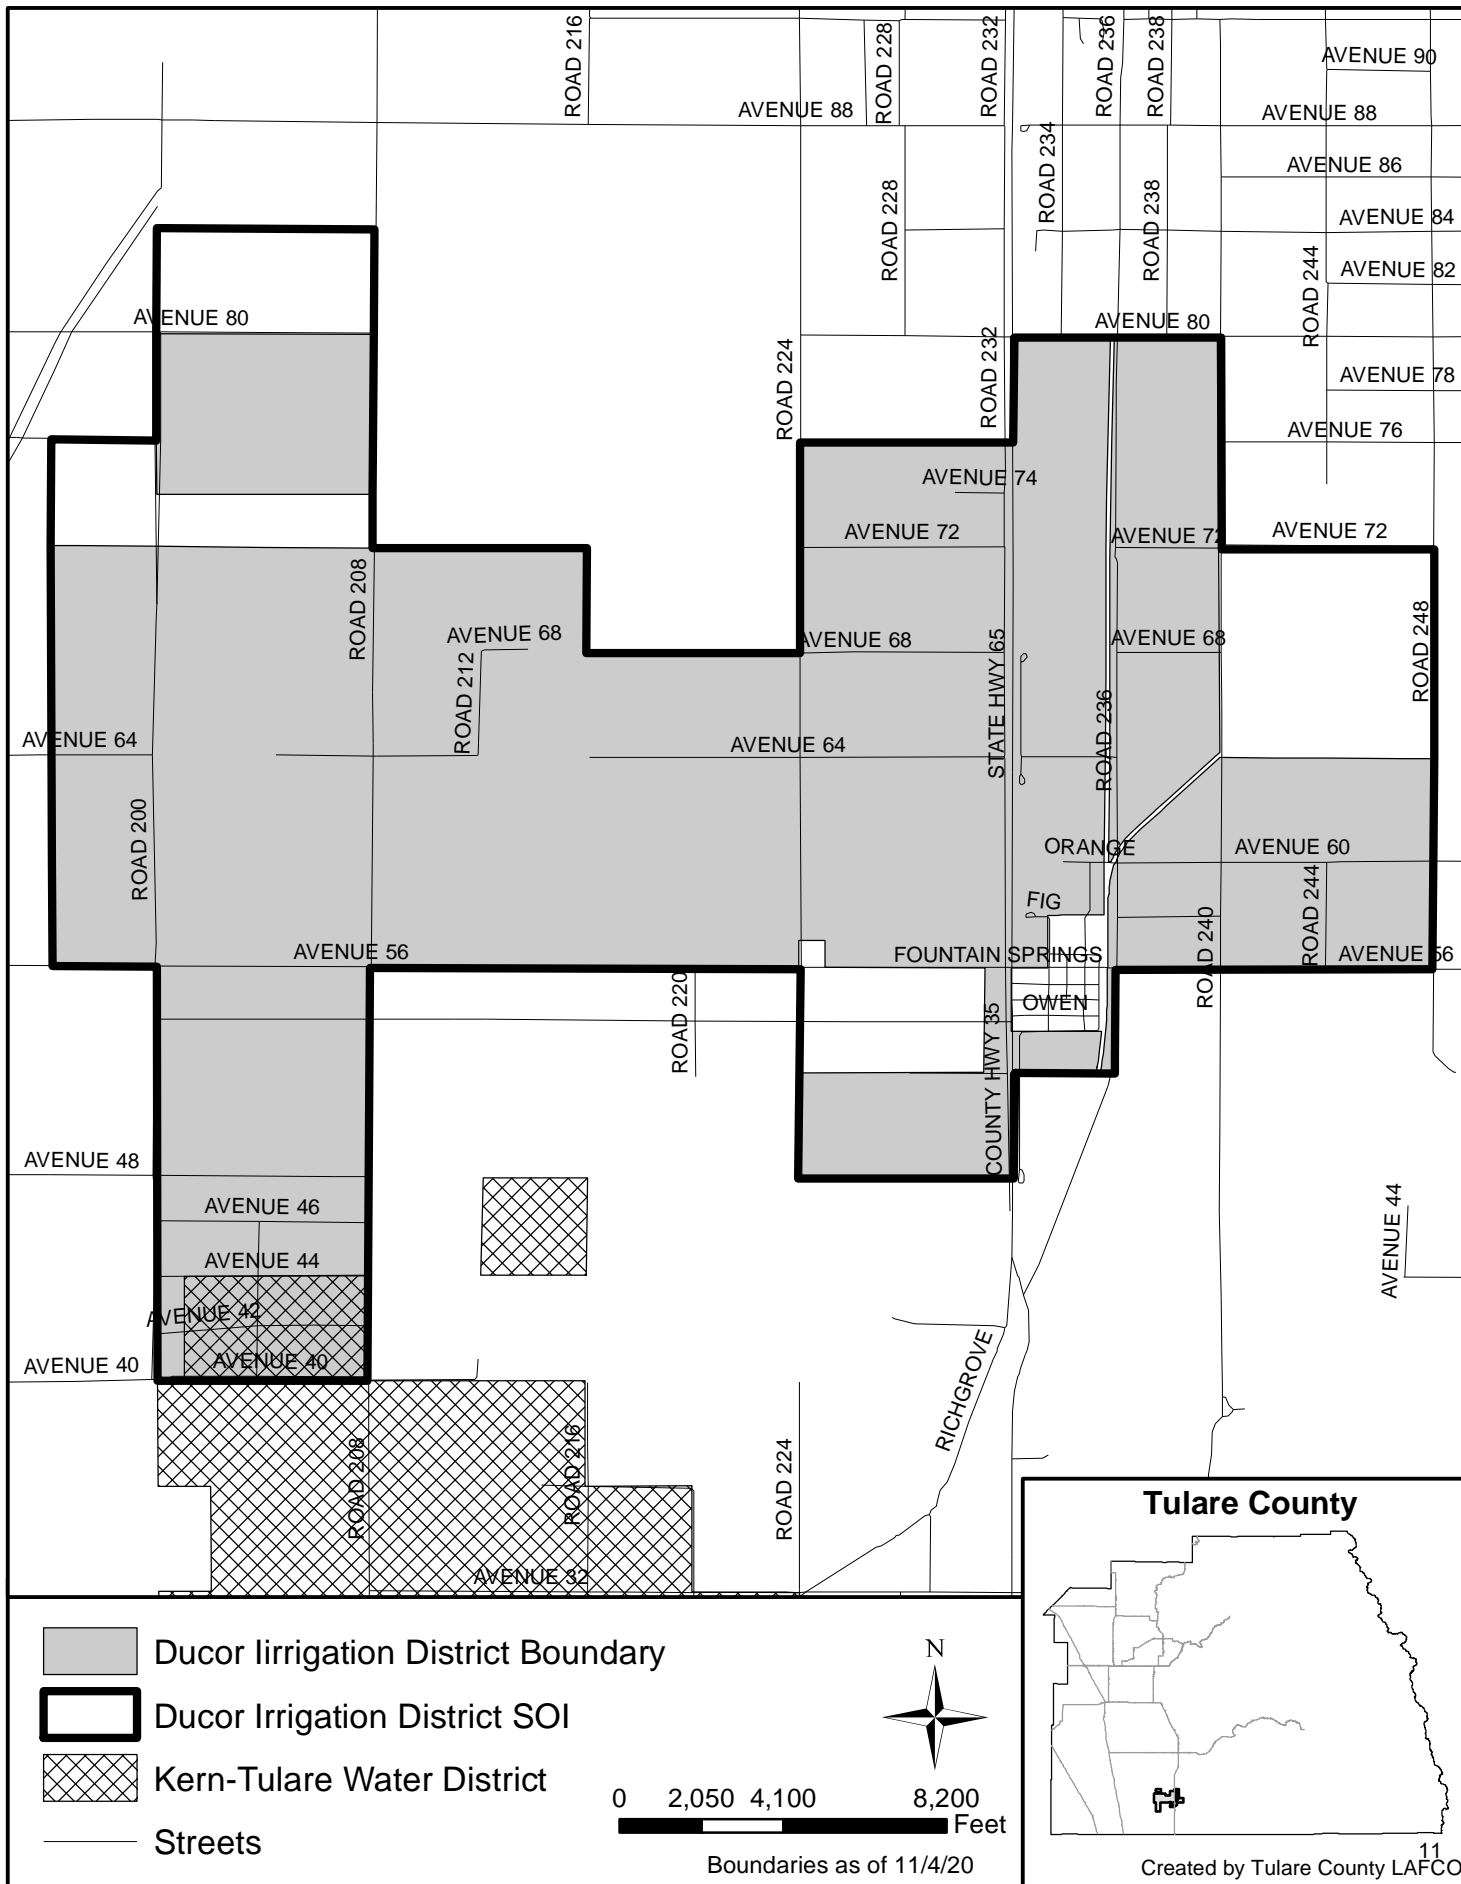 ROAD 216
ROAD 228
ROAD 232
ROAD 236
ROAD 238
AVENUE 90
AVENUE 88
AVENUE 88
ROAD 234
AVENUE 86
ROAD 228
ROAD 238
AVENUE 84
ROAD 244
AVENUE 82
AVENUE 80
AVENUE 80
ROAD 224
ROAD 232
AVENUE 78
AVENUE 76
AVENUE 74
AVENUE 72
AVENUE 72
AVENUE 72
ROAD 208
AVENUE 68
AVENUE 68
AVENUE 68
ROAD 248
ROAD 212
STATE HWY 65
ROAD 236
AVENUE 64
AVENUE 64
ROAD 200
ORANGE
AVENUE 60
FIG
ROAD 240
ROAD 244
AVENUE 56
FOUNTAIN SPRINGS
AVENUE 56
ROAD 220
OWEN
COUNTY HWY 35
AVENUE 48
AVENUE 46
AVENUE 44
AVENUE 44
AVENUE 42
AVENUE 40
AVENUE 40
RICHGROVE
ROAD 208
ROAD 216
ROAD 224
AVENUE 32
Tulare County
Ducor Iirrigation District Boundary
Ducor Irrigation District SOI
Kern-Tulare Water District
Streets
N
0 2,050 4,100 8,200
Feet
Boundaries as of 11/4/20
11
Created by Tulare County LAFCO